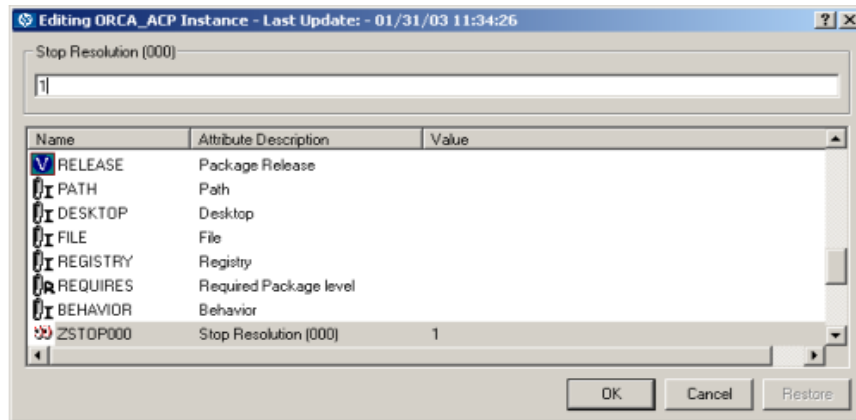 Editing ORCA_ACP Instance - Last Update: - 01/31/03 11:34:26
Stop Resolution (000)
1
Name Attribute Description Value
V RELEASE Package Release
I PATH Path
I DESKTOP Desktop
I FILE File
I REGISTRY Registry
R REQUIRES Required Package level
I BEHAVIOR Behavior
ZSTOP000 Stop Resolution (000) 1
OK Cancel Restore